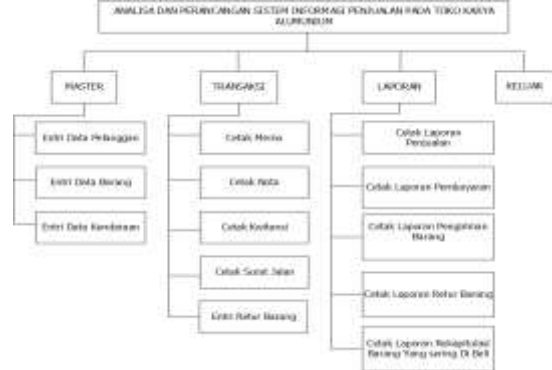 ANALISA DAN PERANCANGAN SISTEM INFORMASI PENJUALAN PADA TOKO KARYA
ALUMUNIUM
MASTER
TRANSAKSI
LAPORAN
KELUAR
Entri Data Pelanggan
Entri Data Barang
Entri Data Kendaraan
Cetak Memo
Cetak Nota
Cetak Kwitansi
Cetak Surat Jalan
Entri Retur Barang
Cetak Laporan
Penjualan
Cetak Laporan Pembayaran
Cetak Laporan Pengiriman
Barang
Cetak Laporan Retur Barang
Cetak Laporan Rekapitulasi
Barang Yang sering Di Beli